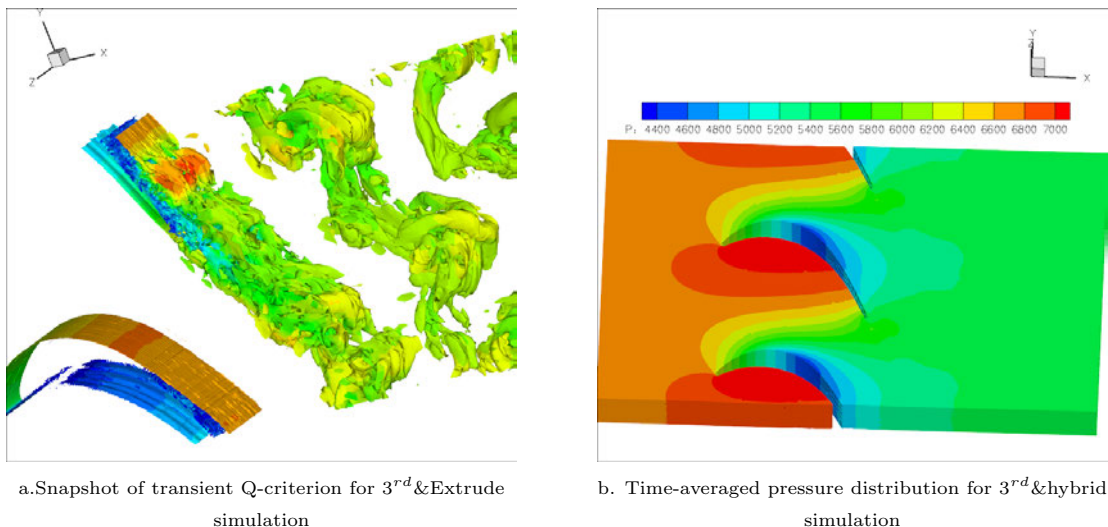 Y
X
Z
Y
Z
X
P: 4400 4600 4800 5000 5200 5400 5600 5800 6000 6200 6400 6600 6800 7000
a.Snapshot of transient Q-criterion for 3rd&Extrude
simulation
b. Time-averaged pressure distribution for 3rd&hybrid
simulation